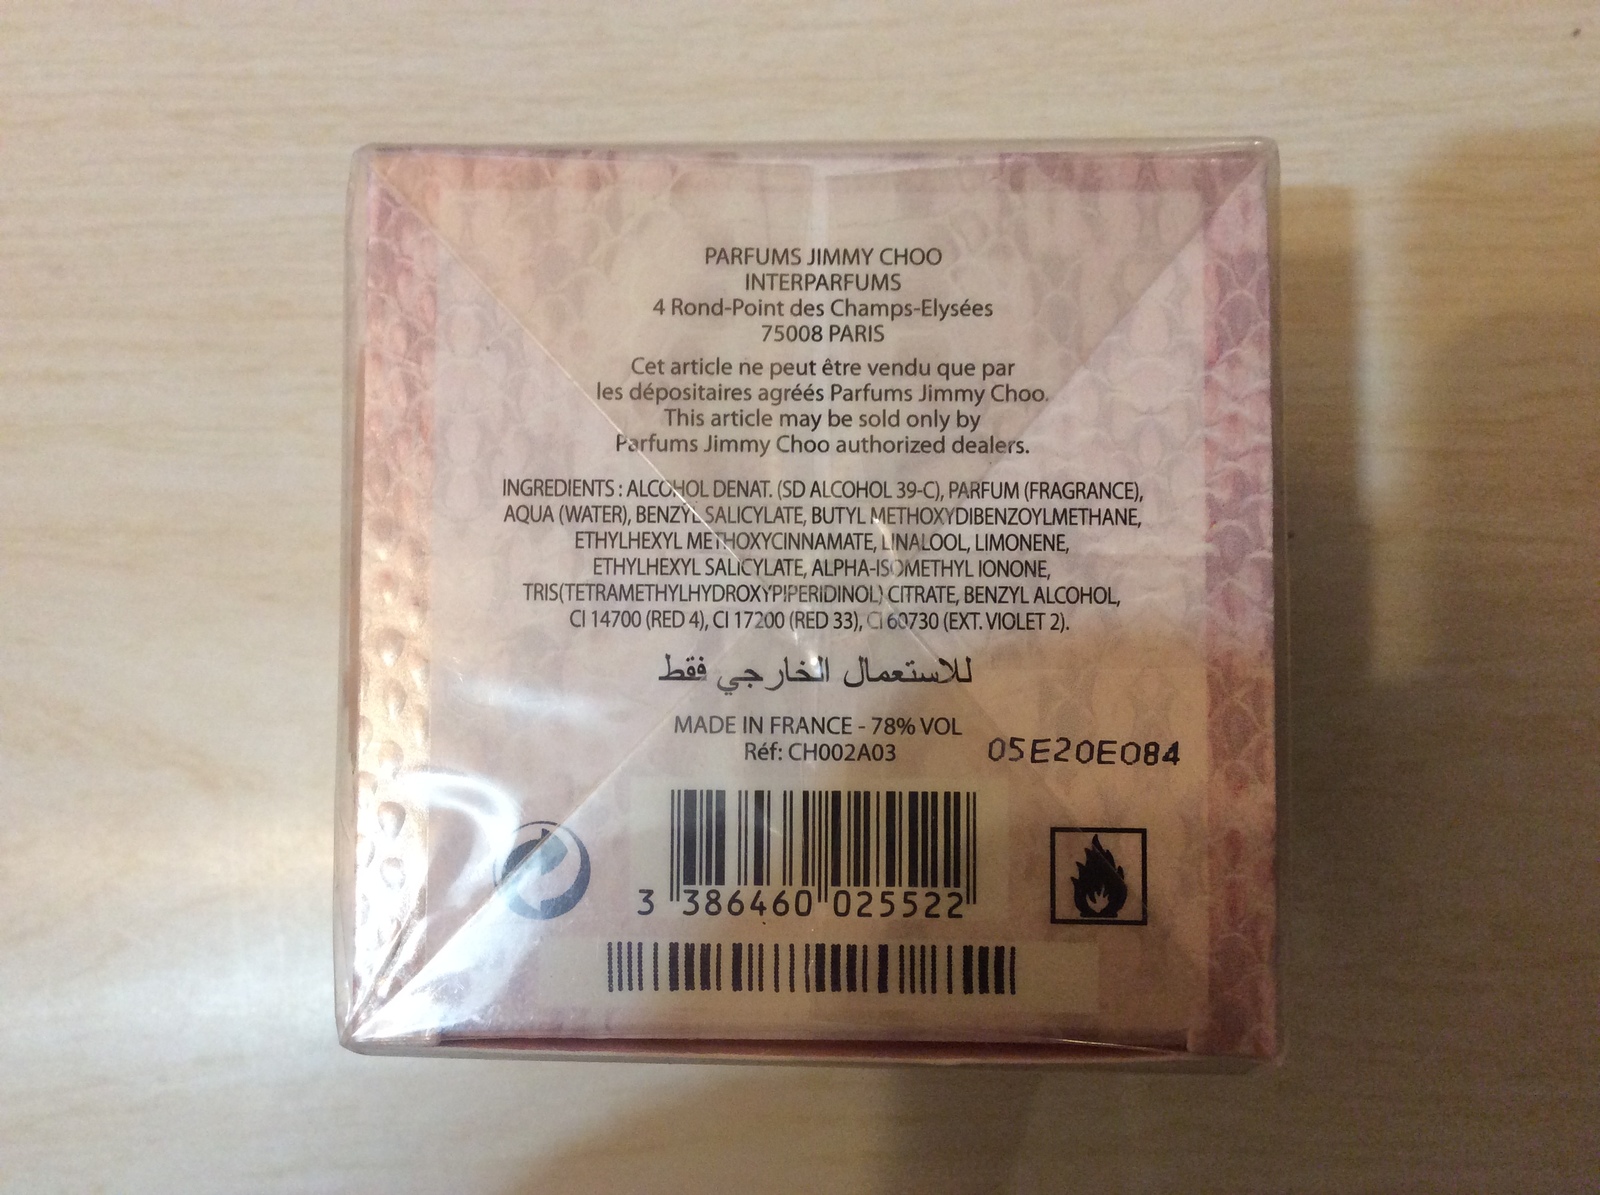 PARFUMS JIMMY CHOO
INTERPARFUMS
4 Rond-Point des Champs-Elysées
75008 PARIS
Cet article ne peut être vendu que par
les dépositaires agréés Parfums Jimmy Choo.
This article may be sold only by
Parfums Jimmy Choo authorized dealers.
INGREDIENTS : ALCOHOL DENAT. (SD ALCOHOL 39-C), PARFUM (FRAGRANCE),
AQUA (WATER), BENZYL SALICYLATE, BUTYL METHOXYDIBENZOYLMETHANE,
ETHYLHEXYL METHOXYCINNAMATE, LINALOOL, LIMONENE,
ETHYLHEXYL SALICYLATE, ALPHA-ISOMETHYL IONONE,
TRIS(TETRAMETHYLHYDROXYPIPERIDINOL) CITRATE, BENZYL ALCOHOL,
CI 14700 (RED 4), CI 17200 (RED 33), CI 60730 (EXT. VIOLET 2).
للاستعمال الخارجي فقط
MADE IN FRANCE - 78% VOL
Réf: CH002A03
05E20E084
3 386460 025522